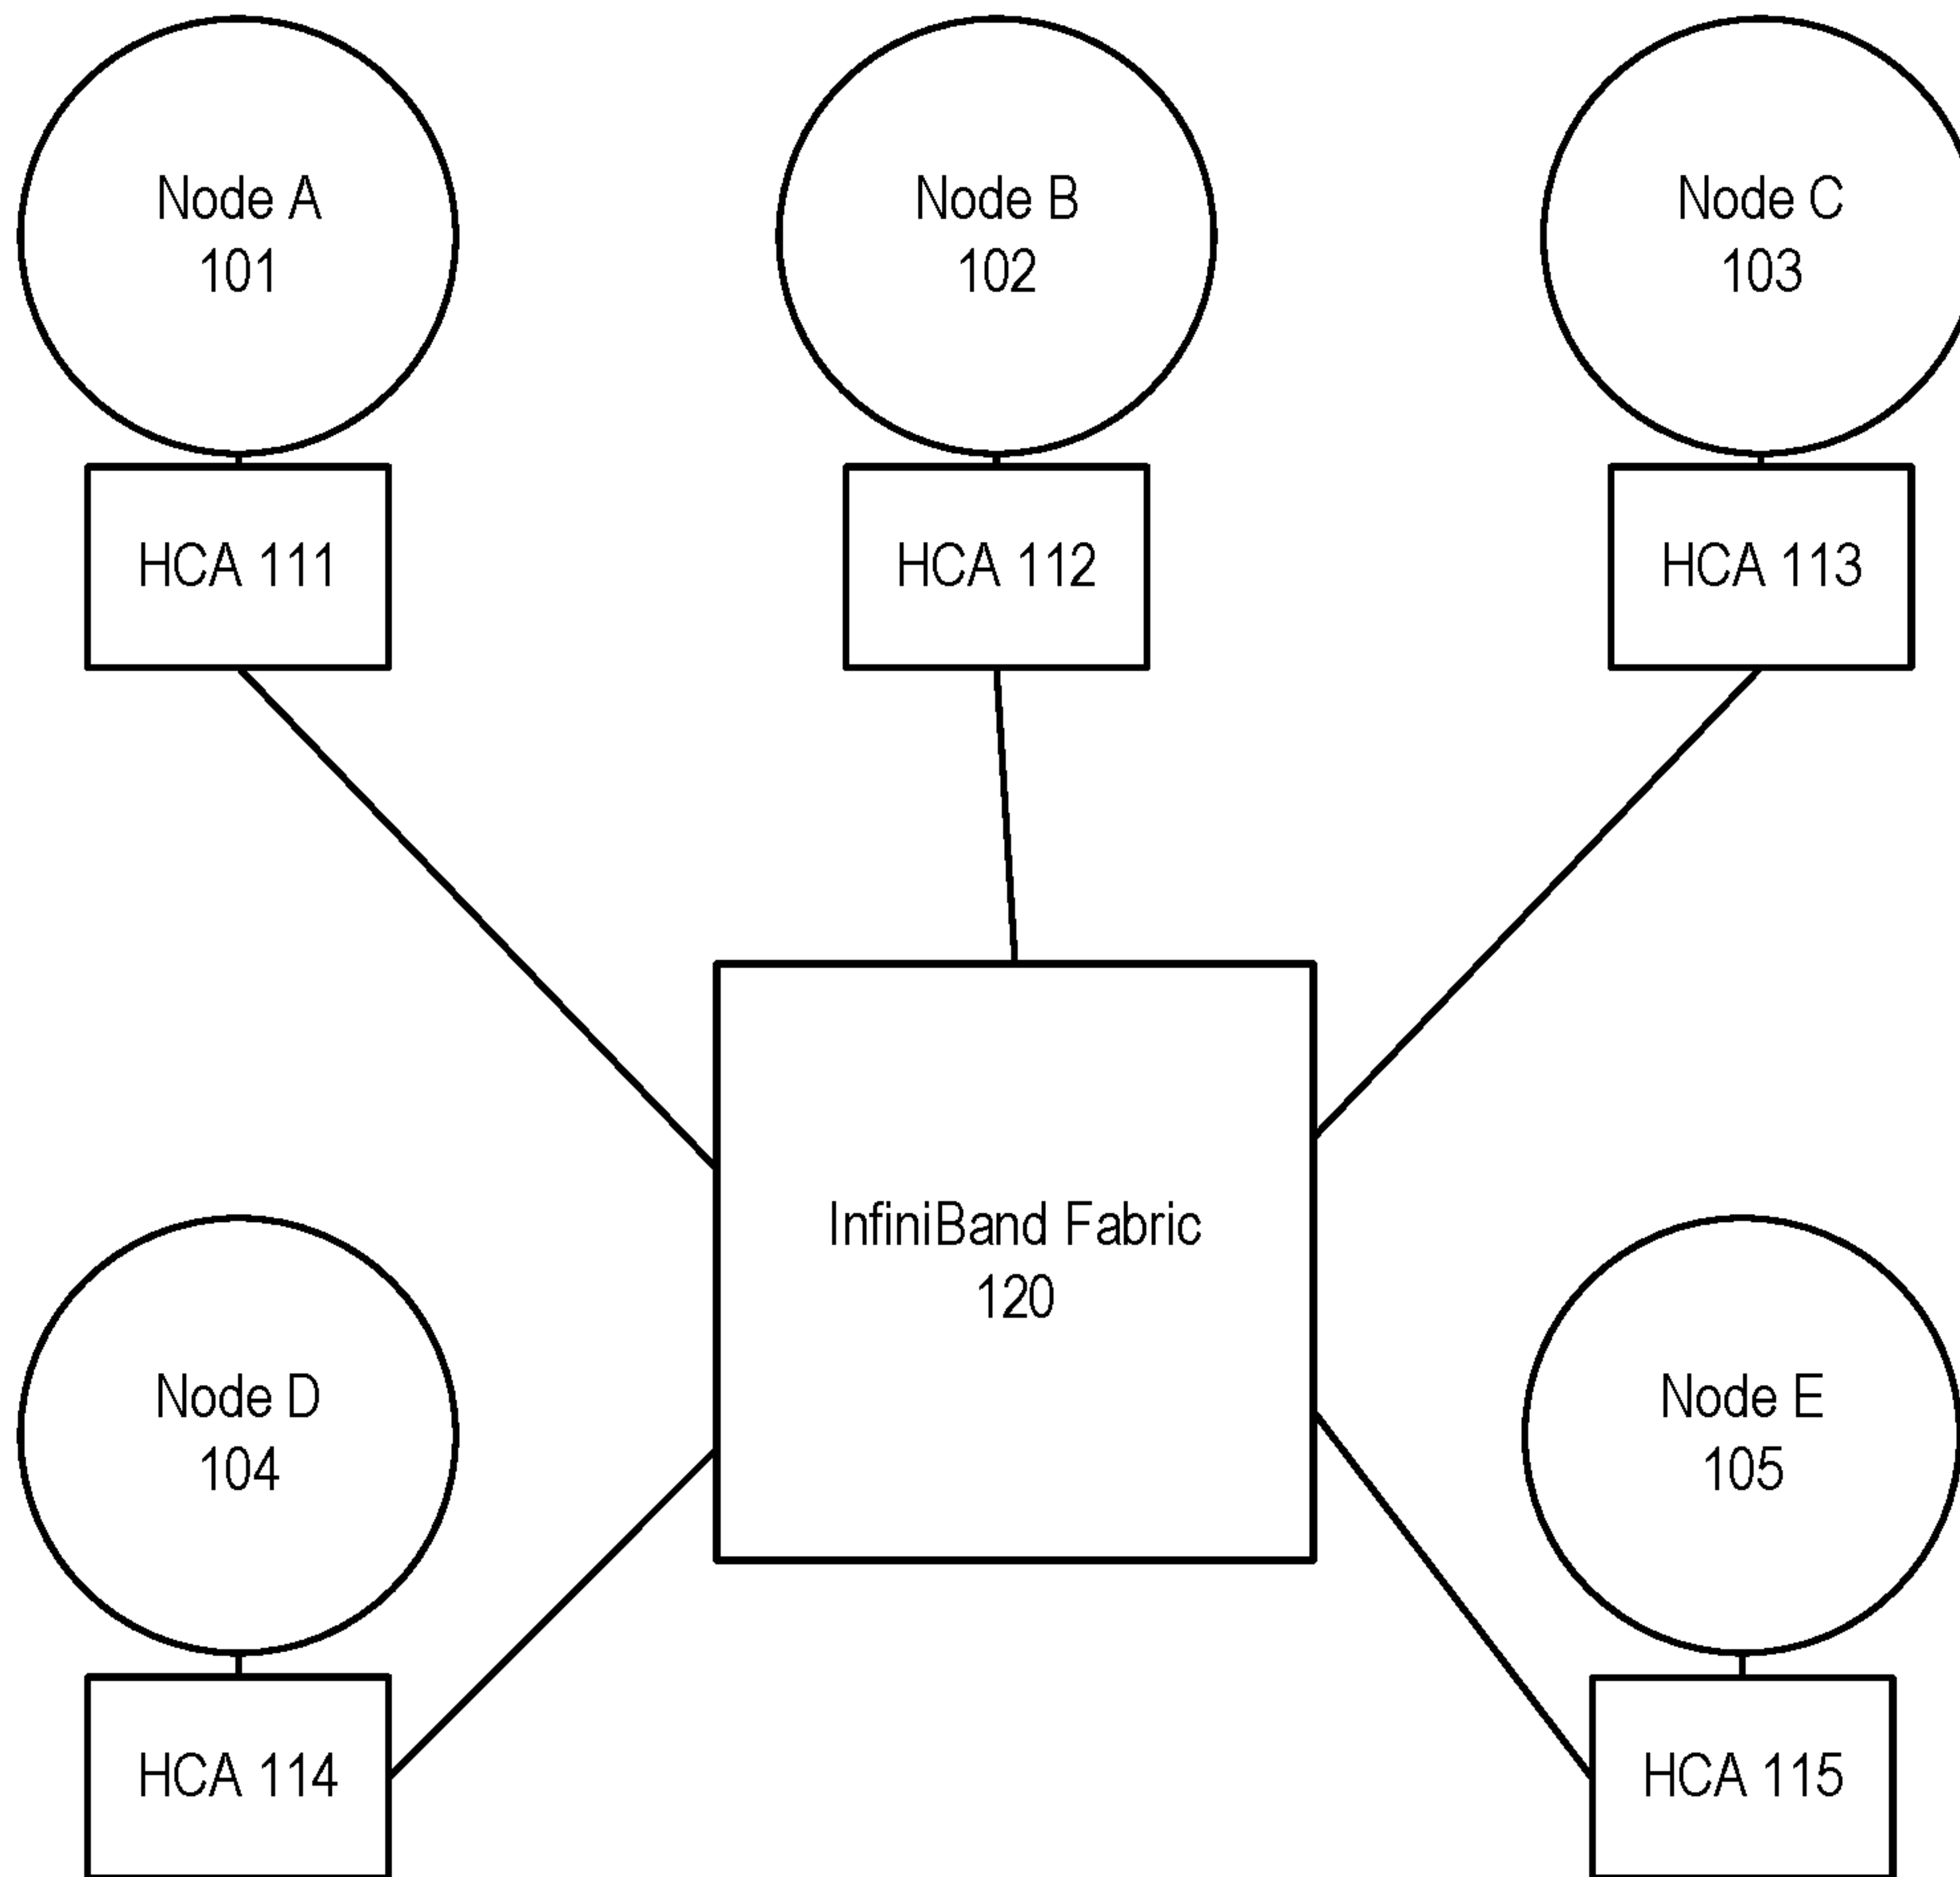 Node A
101
Node B
102
Node C
103
HCA 111
HCA 112
HCA 113
InfiniBand Fabric
120
Node D
104
Node E
105
HCA 114
HCA 115